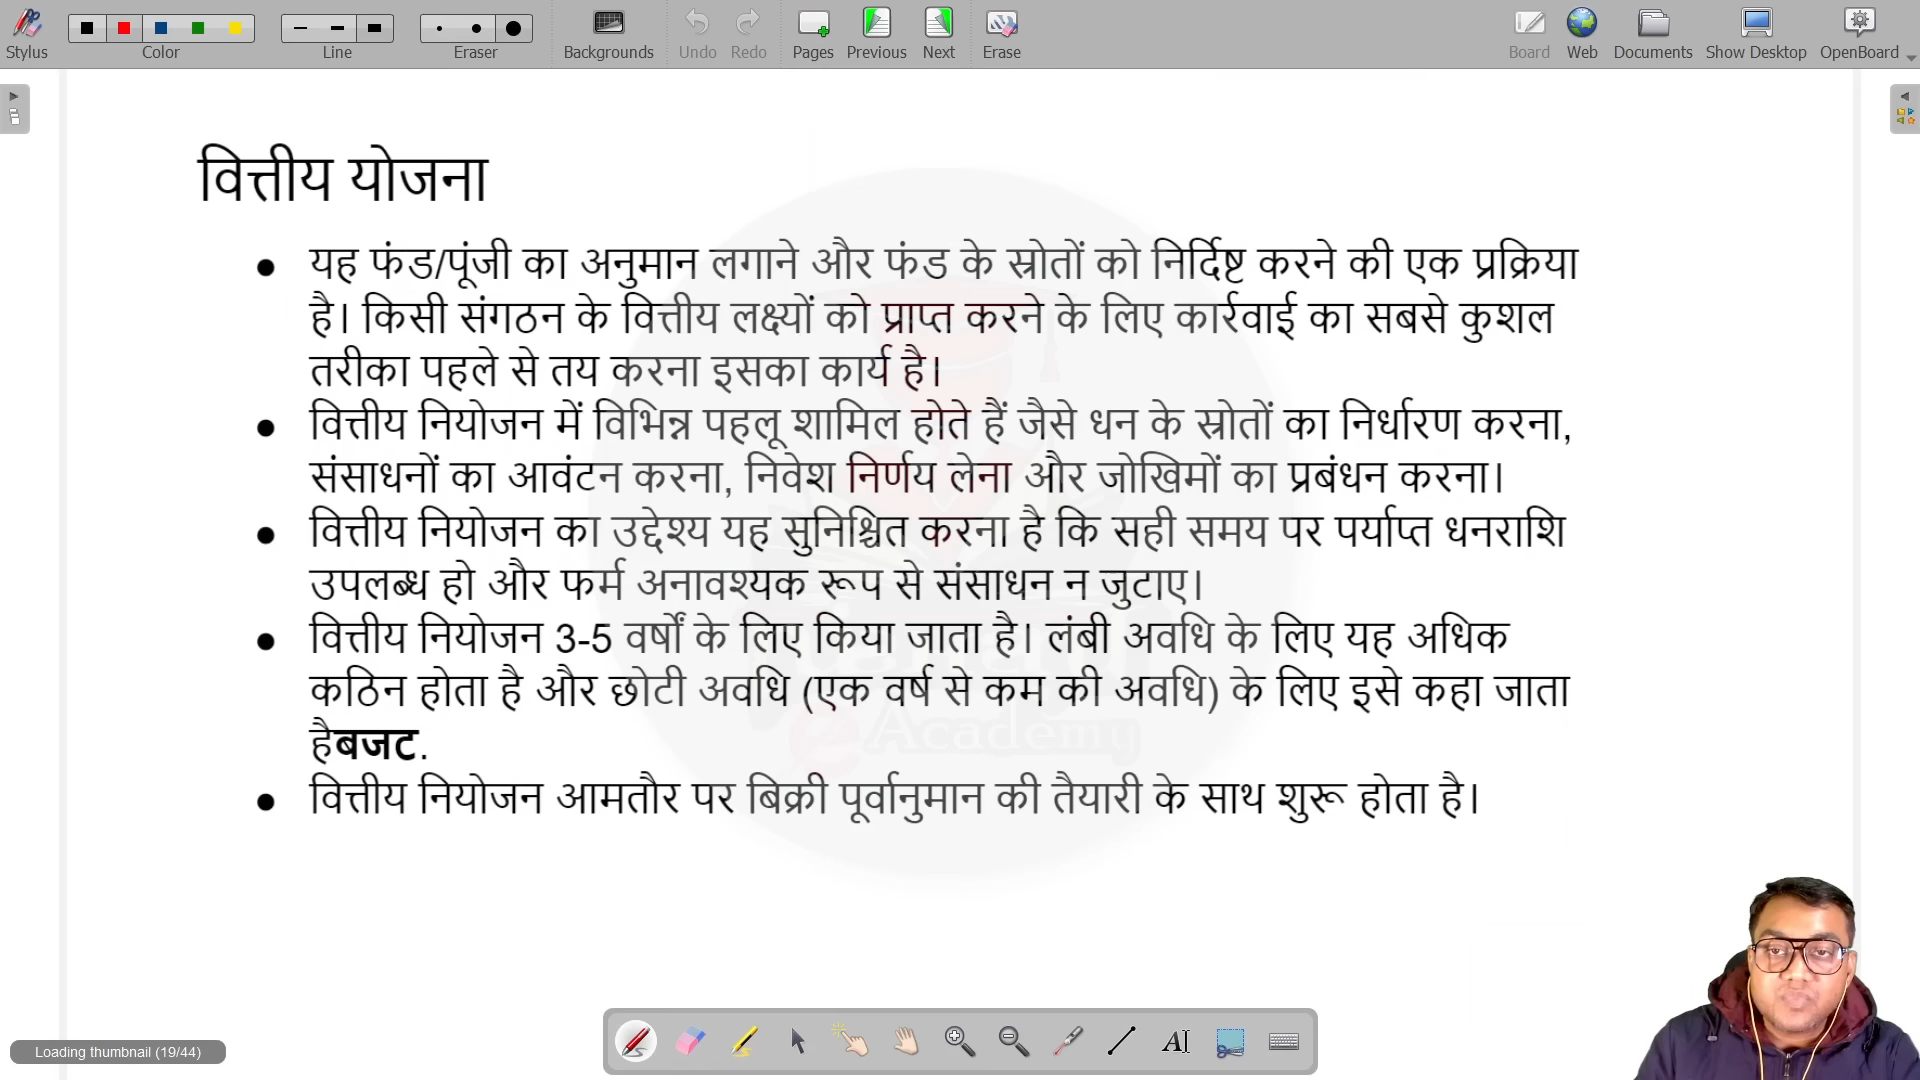 Stylus
Color
Line
Eraser
Backgrounds
Undo
Redo
Pages
Previous
Next
Erase
Board
Web
Documents
Show Desktop
OpenBoard
वित्तीय योजना
● यह फंड/पूंजी का अनुमान लगाने और फंड के स्रोतों को निर्दिष्ट करने की एक प्रक्रिया
है। किसी संगठन के वित्तीय लक्ष्यों को प्राप्त करने के लिए कार्रवाई का सबसे कुशल
तरीका पहले से तय करना इसका कार्य है।
● वित्तीय नियोजन में विभिन्न पहलू शामिल होते हैं जैसे धन के स्रोतों का निर्धारण करना,
संसाधनों का आवंटन करना, निवेश निर्णय लेना और जोखिमों का प्रबंधन करना।
● वित्तीय नियोजन का उद्देश्य यह सुनिश्चित करना है कि सही समय पर पर्याप्त धनराशि
उपलब्ध हो और फर्म अनावश्यक रूप से संसाधन न जुटाए।
● वित्तीय नियोजन 3-5 वर्षों के लिए किया जाता है। लंबी अवधि के लिए यह अधिक
कठिन होता है और छोटी अवधि (एक वर्ष से कम की अवधि) के लिए इसे कहा जाता
हैबजट.
● वित्तीय नियोजन आमतौर पर बिक्री पूर्वानुमान की तैयारी के साथ शुरू होता है।
Academy
Loading thumbnail (19/44)
AI